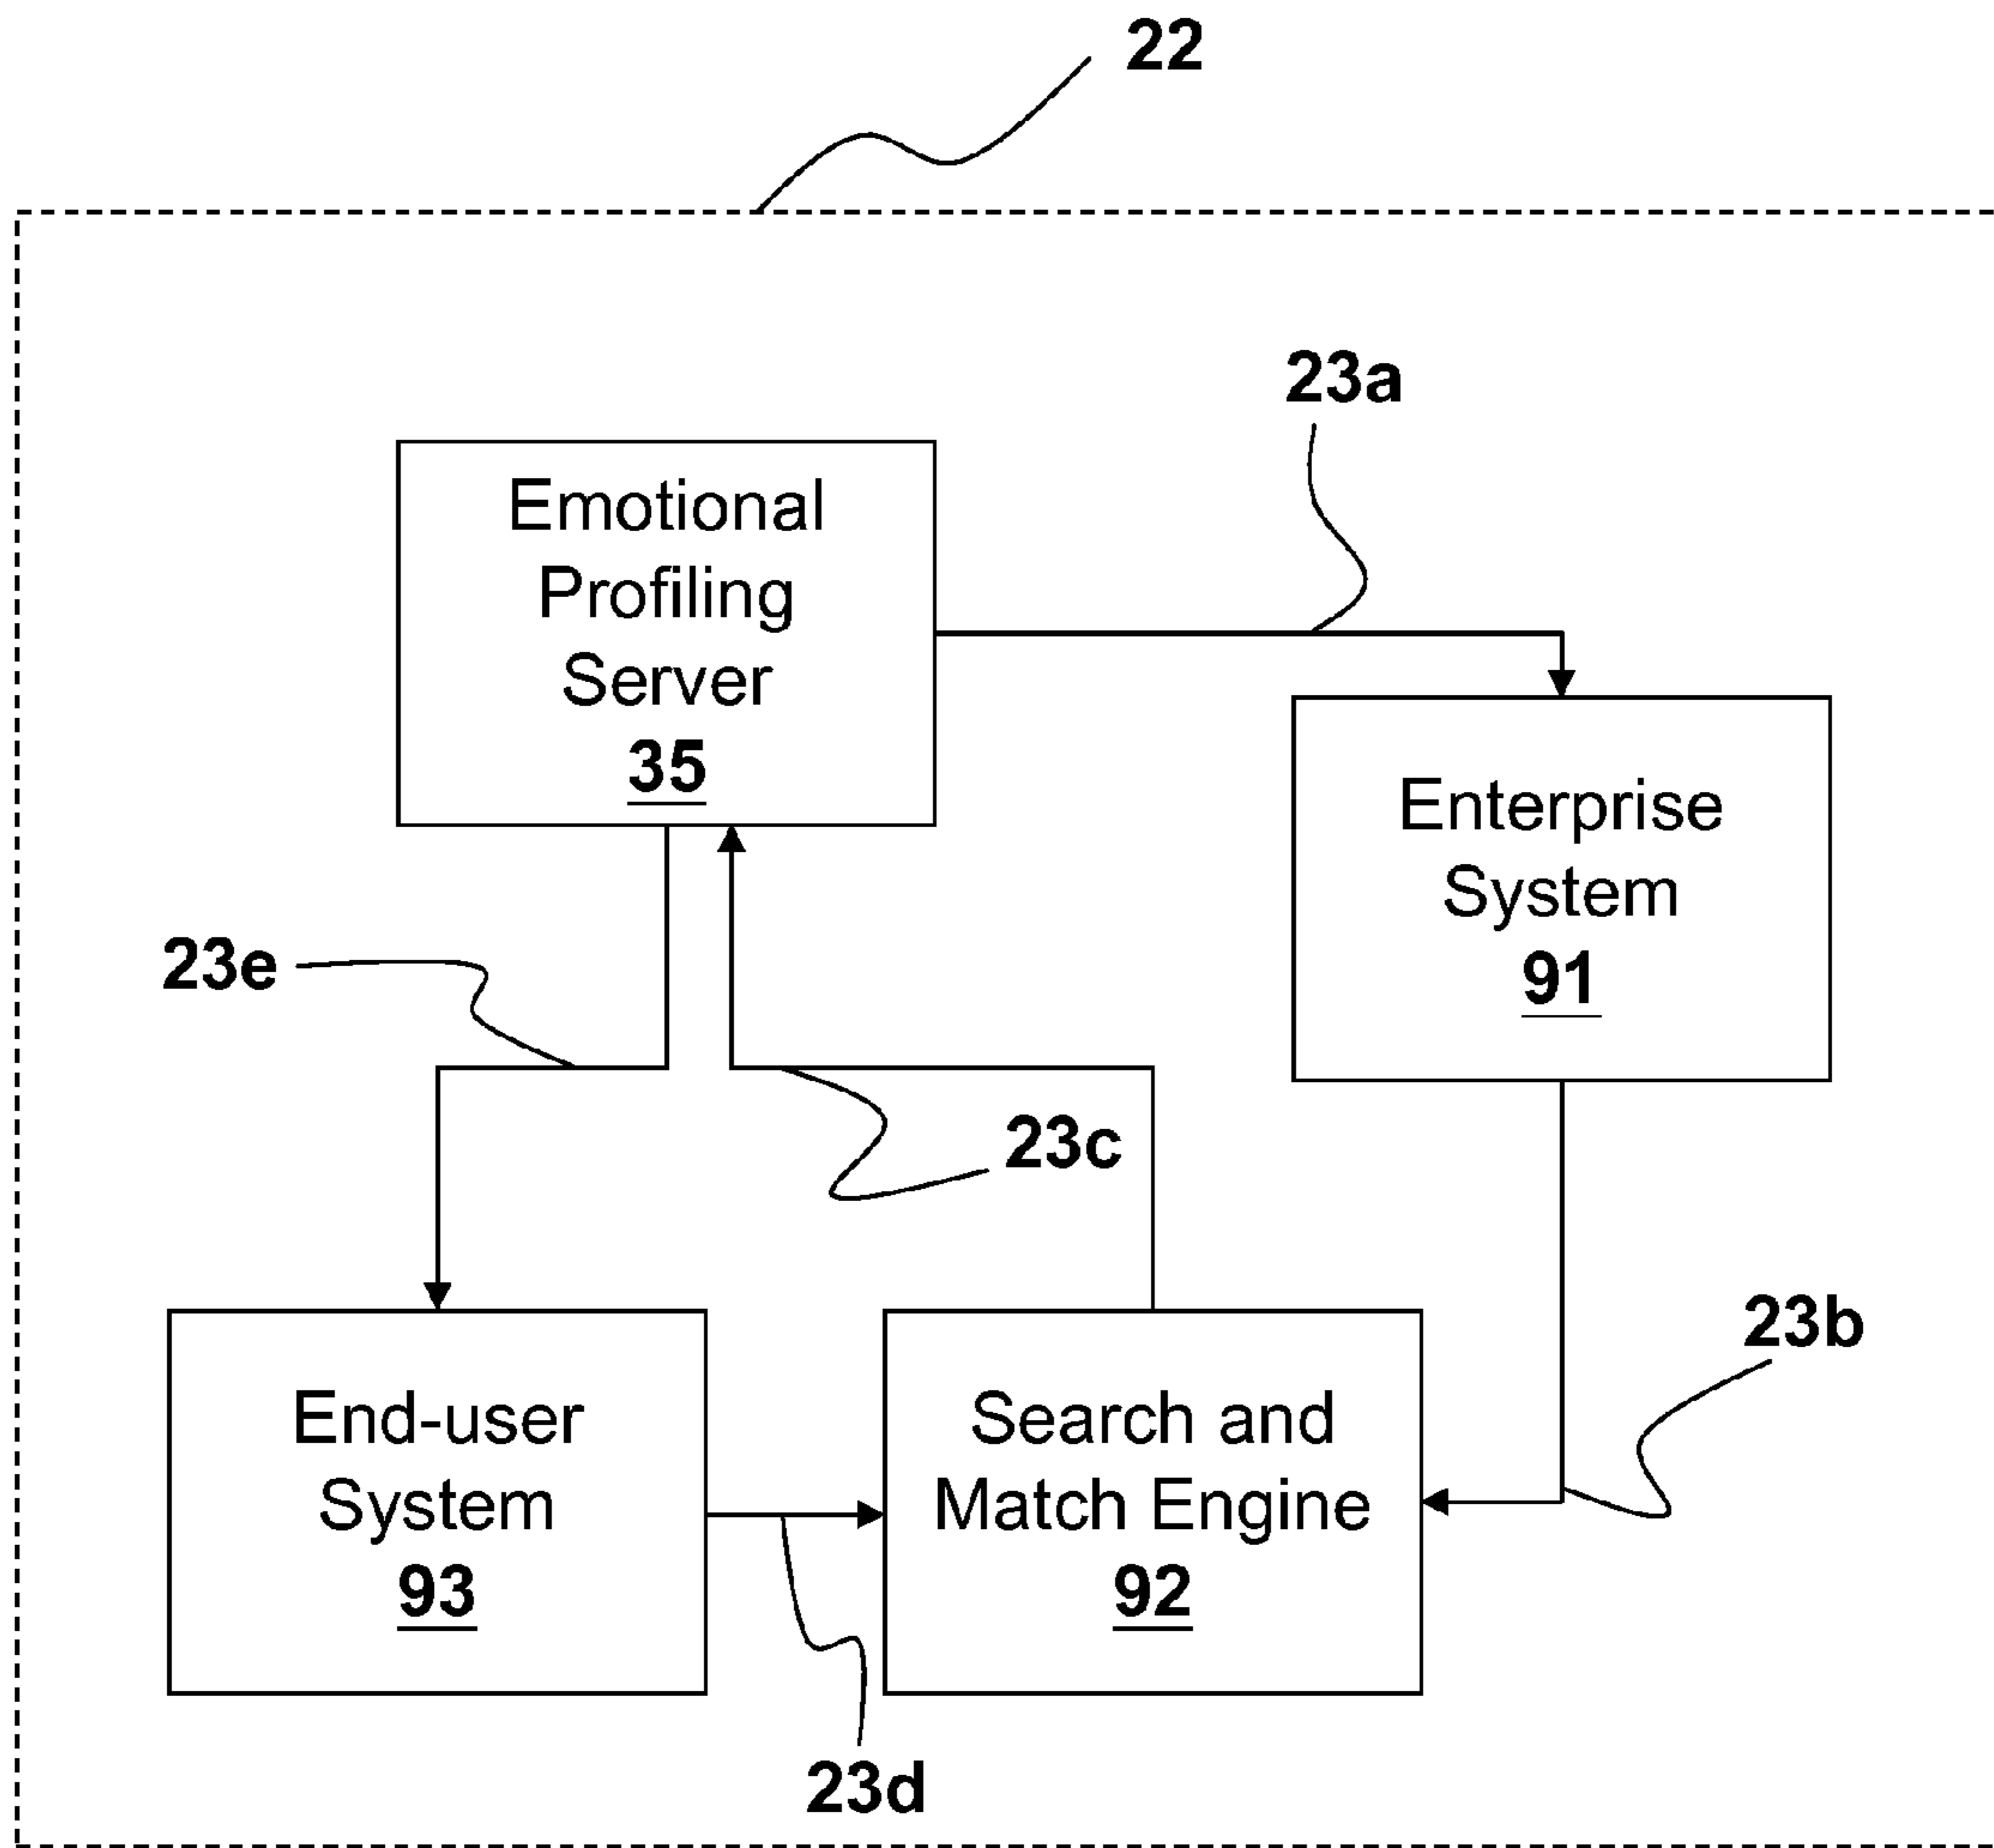 22
23a
Emotional
Profiling
Server
35
Enterprise
System
91
23e
23c
23b
End-user
System
93
Search and
Match Engine
92
23d